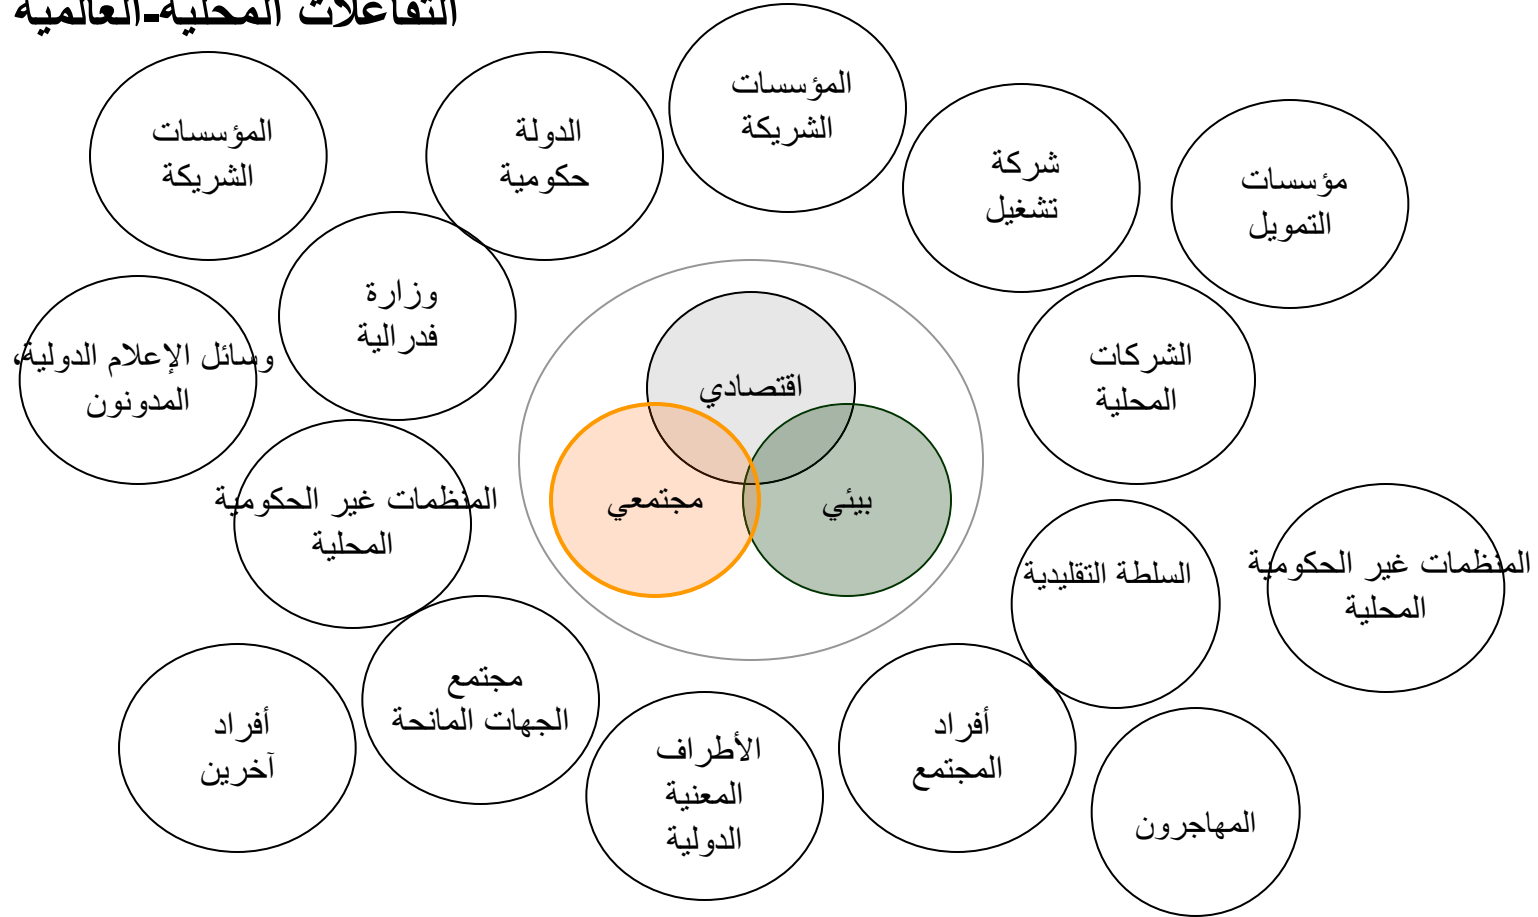 التفاعلات المحلية-العالمية
المؤسسات
الشريكة
الدولة
حكومية
المؤسسات
الشريكة
شركة
تشغيل
مؤسسات
التمويل
وزارة
فدرالية
وسائل الإعلام الدولية،
المدونون
الشركات
المحلية
اقتصادي
مجتمعي
بيئي
المنظمات غير الحكومية
المحلية
السلطة التقليدية
المنظمات غير الحكومية
المحلية
مجتمع
الجهات المانحة
أفراد
آخرين
الأطراف
المعنية
الدولية
أفراد
المجتمع
المهاجرون